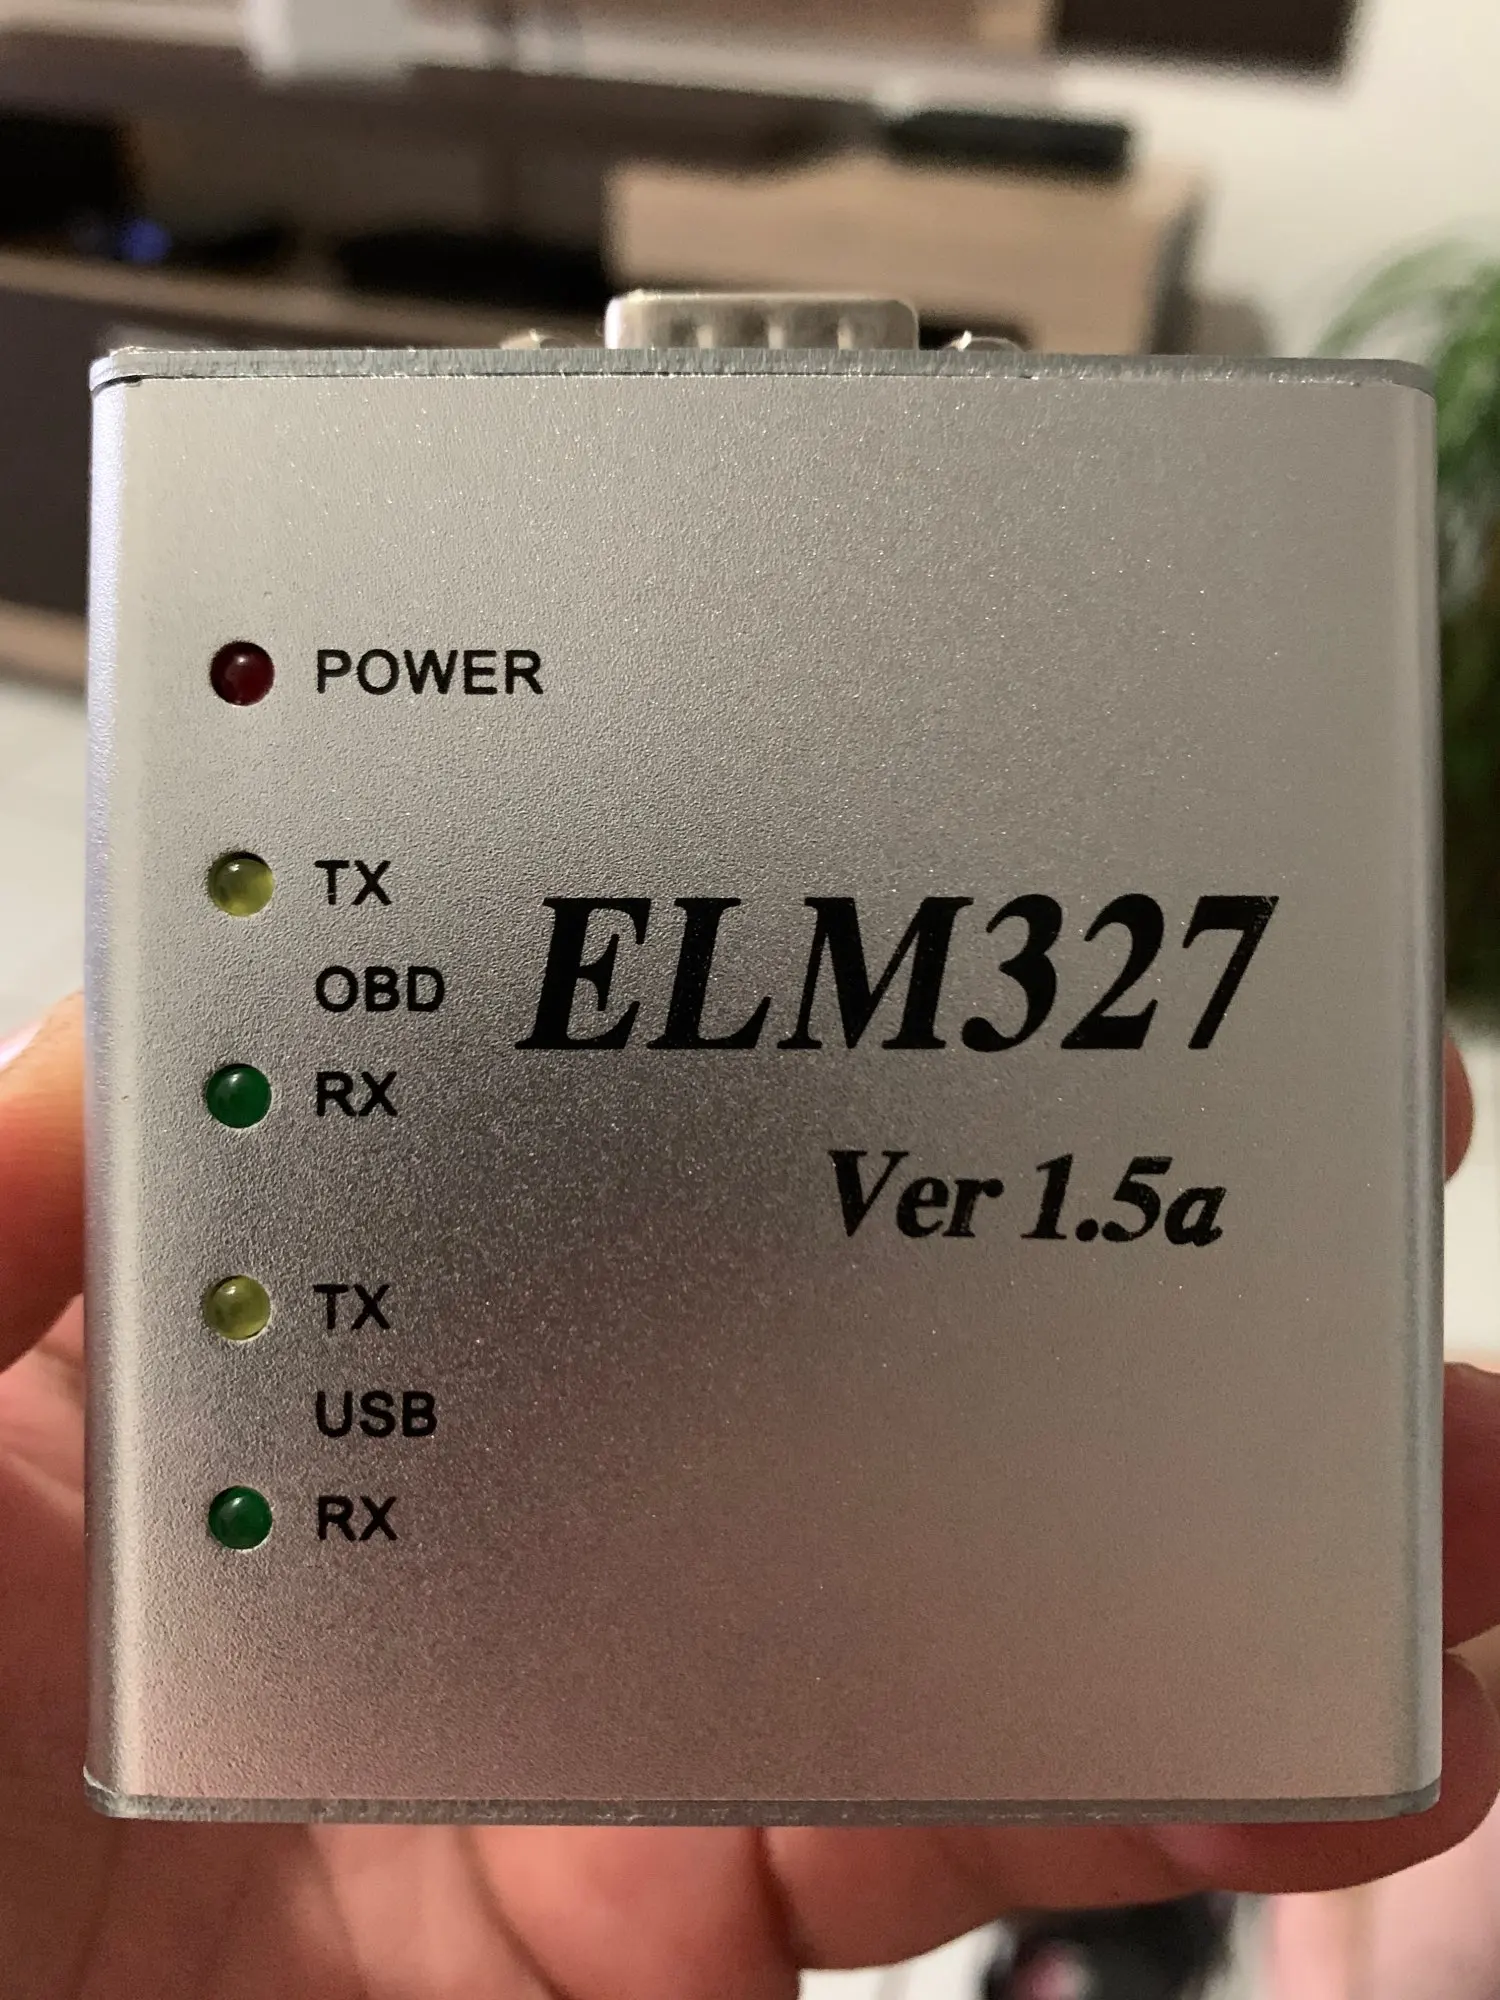 POWER
TX
OBD
RX
ELM327
Ver 1.5a
TX
USB
RX